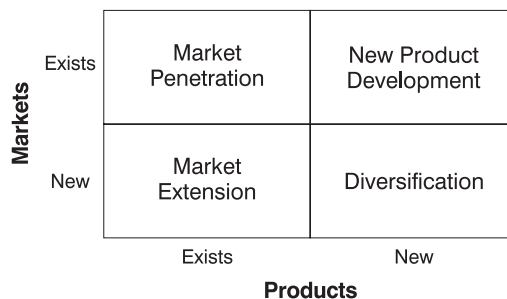 Markets
Exists
Market
Penetration
New Product
Development
New
Market
Extension
Diversification
Exists
New
Products